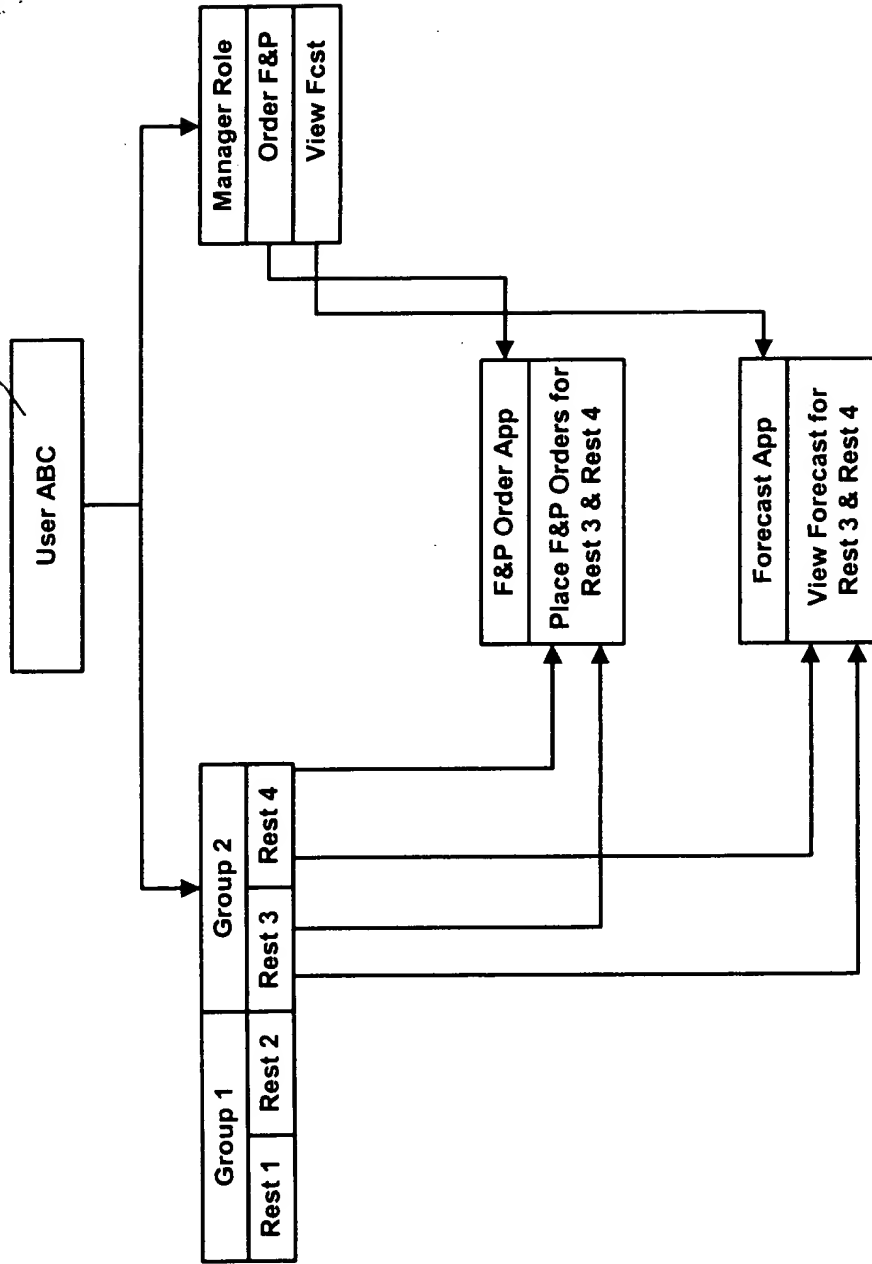 User ABC
Group 1
Group 2
Rest 1
Rest 2
Rest 3
Rest 4
Manager Role
Order F&P
View Fcst
F&P Order App
Place F&P Orders for
Rest 3 & Rest 4
Forecast App
View Forecast for
Rest 3 & Rest 4